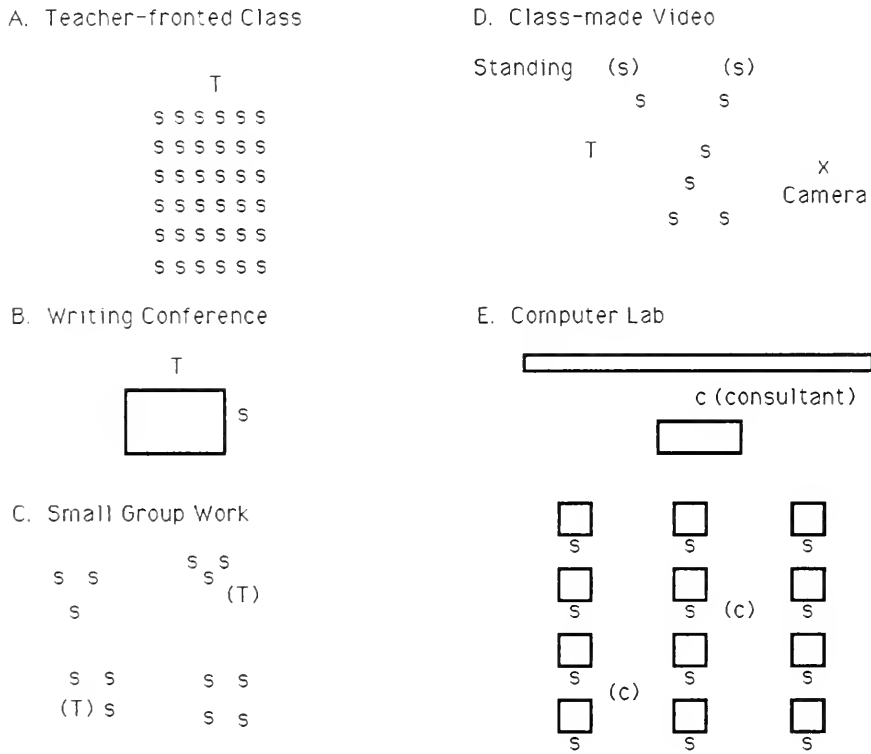 A. Teacher-fronted Class
T
S S S S S S
S S S S S S
S S S S S S
S S S S S S
S S S S S S
S S S S S S
B. Writing Conference
T
S
C. Small Group Work
S S
S
S S
S
(T)
S S
(T) S
S S
S S
D. Class-made Video
Standing (s) (s)
S S
T S
X
Camera
S
S S
E. Computer Lab
c (consultant)
S S S
S S (c) S
S S S
(c)
S S S